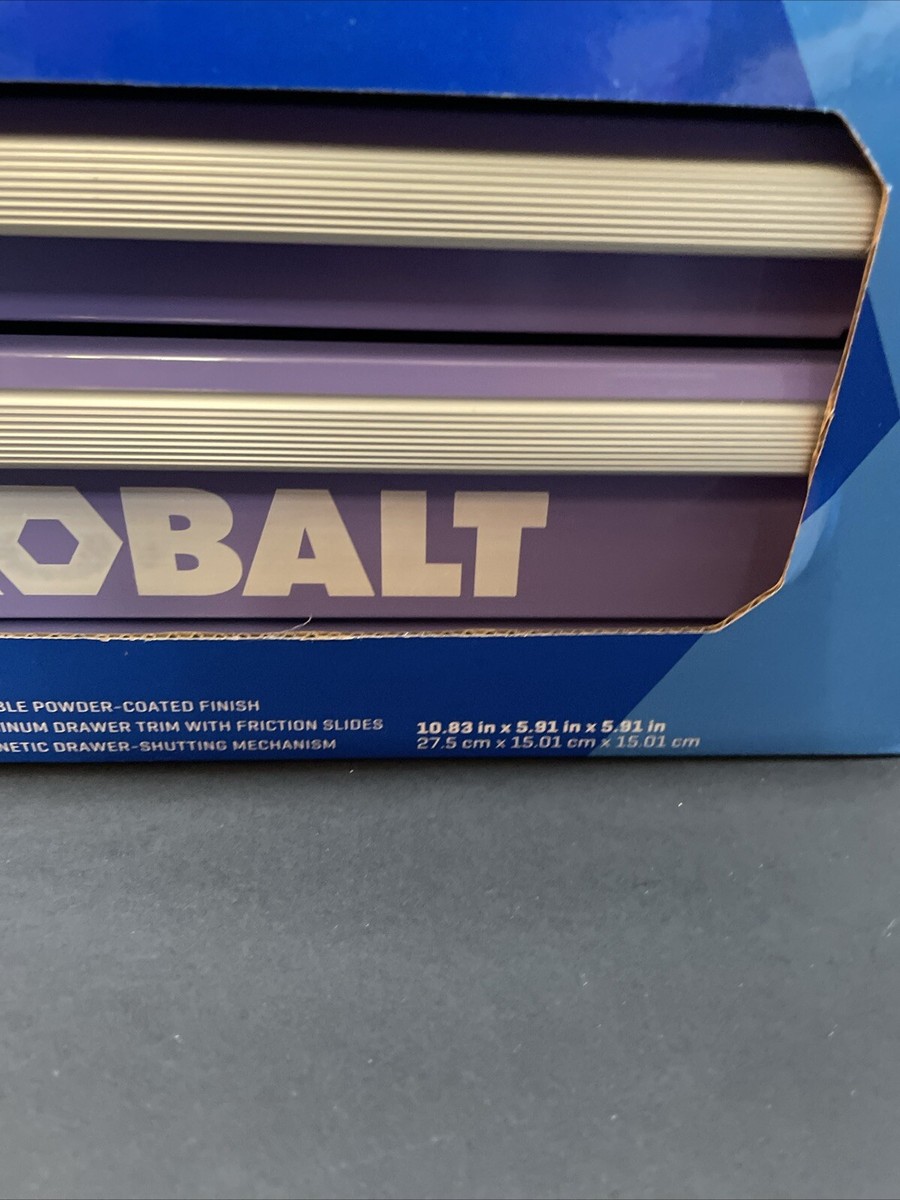 OBALT
BLE POWDER-COATED FINISH
INUM DRAWER TRIM WITH FRICTION SLIDES
NETIC DRAWER-SHUTTING MECHANISM
10.83 in x 5.91 in x 5.91 in
27.5 cm x 15.01 cm x 15.01 cm